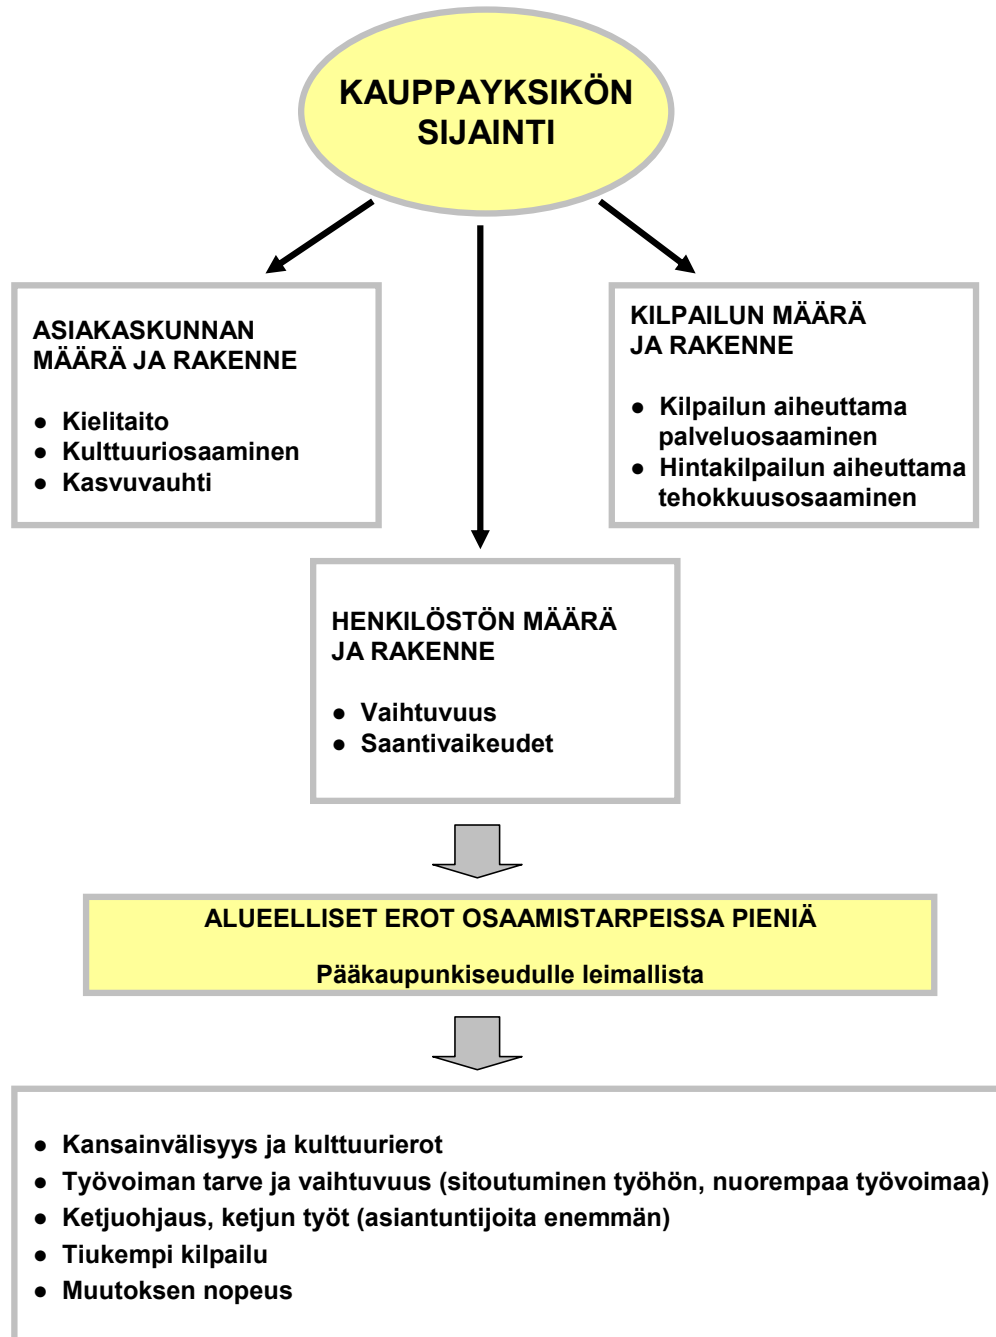 KAUPPAYKSIKÖN
SIJAINTI
ASIAKASKUNNAN
MÄÄRÄ JA RAKENNE
● Kielitaito
● Kulttuuriosaaminen
● Kasvuvauhti
KILPAILUN MÄÄRÄ
JA RAKENNE
● Kilpailun aiheuttama
palveluosaaminen
● Hintakilpailun aiheuttama
tehokkuusosaaminen
HENKILÖSTÖN MÄÄRÄ
JA RAKENNE
● Vaihtuvuus
● Saantivaikeudet
ALUEELLISET EROT OSAAMISTARPEISSA PIENIÄ
Pääkaupunkiseudulle leimallista
● Kansainvälisyys ja kulttuurierot
● Työvoiman tarve ja vaihtuvuus (sitoutuminen työhön, nuorempaa työvoimaa)
● Ketjuohjaus, ketjun työt (asiantuntijoita enemmän)
● Tiukempi kilpailu
● Muutoksen nopeus